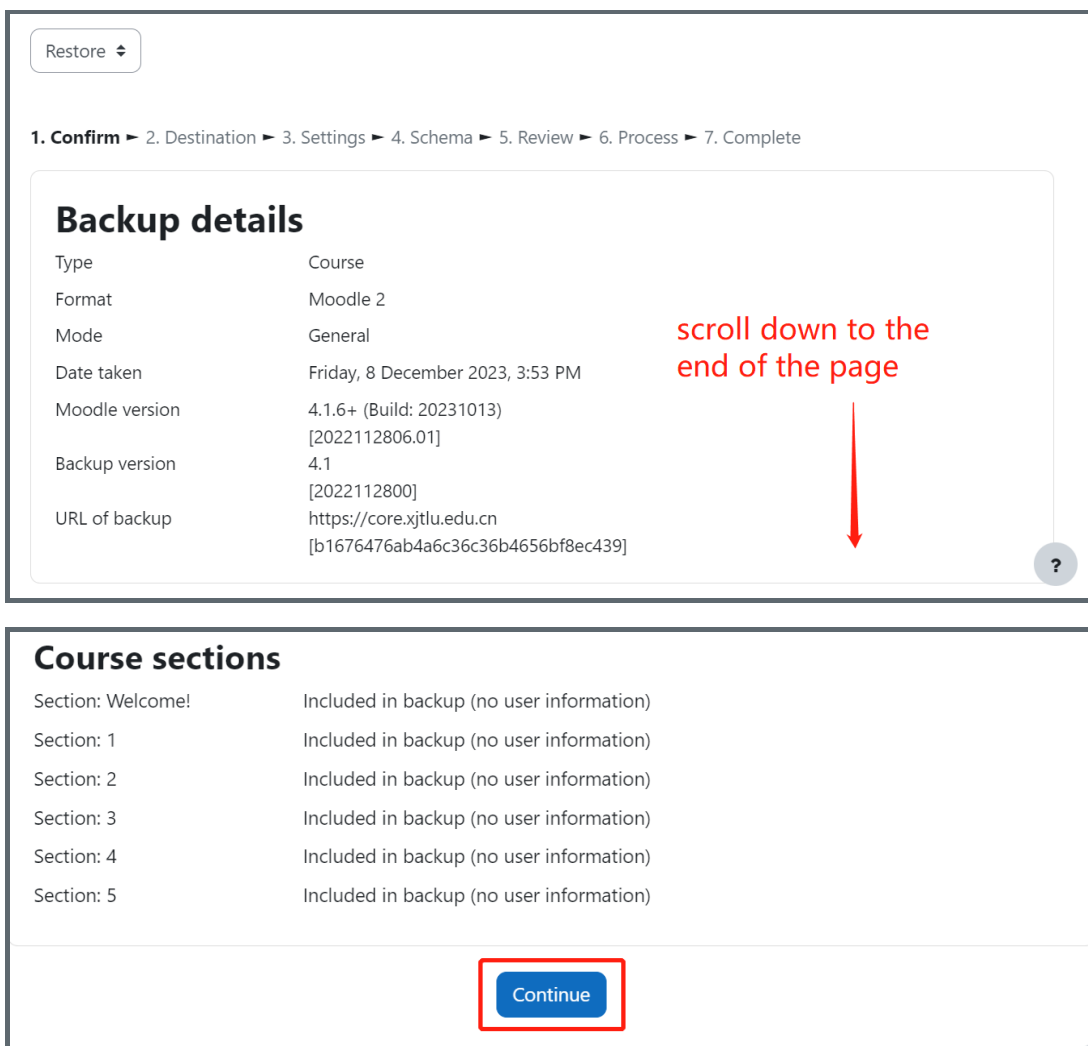 Restore
1. Confirm ► 2. Destination ► 3. Settings ► 4. Schema ► 5. Review ► 6. Process ► 7. Complete
Backup details
Type Course
Format Moodle 2
Mode General
Date taken Friday, 8 December 2023, 3:53 PM
Moodle version 4.1.6+ (Build: 20231013)
[2022112806.01]
Backup version 4.1
[2022112800]
URL of backup https://core.xjtlu.edu.cn
[b1676476ab4a6c36c36b4656bf8ec439]
scroll down to the
end of the page
?
Course sections
Section: Welcome! Included in backup (no user information)
Section: 1 Included in backup (no user information)
Section: 2 Included in backup (no user information)
Section: 3 Included in backup (no user information)
Section: 4 Included in backup (no user information)
Section: 5 Included in backup (no user information)
Continue